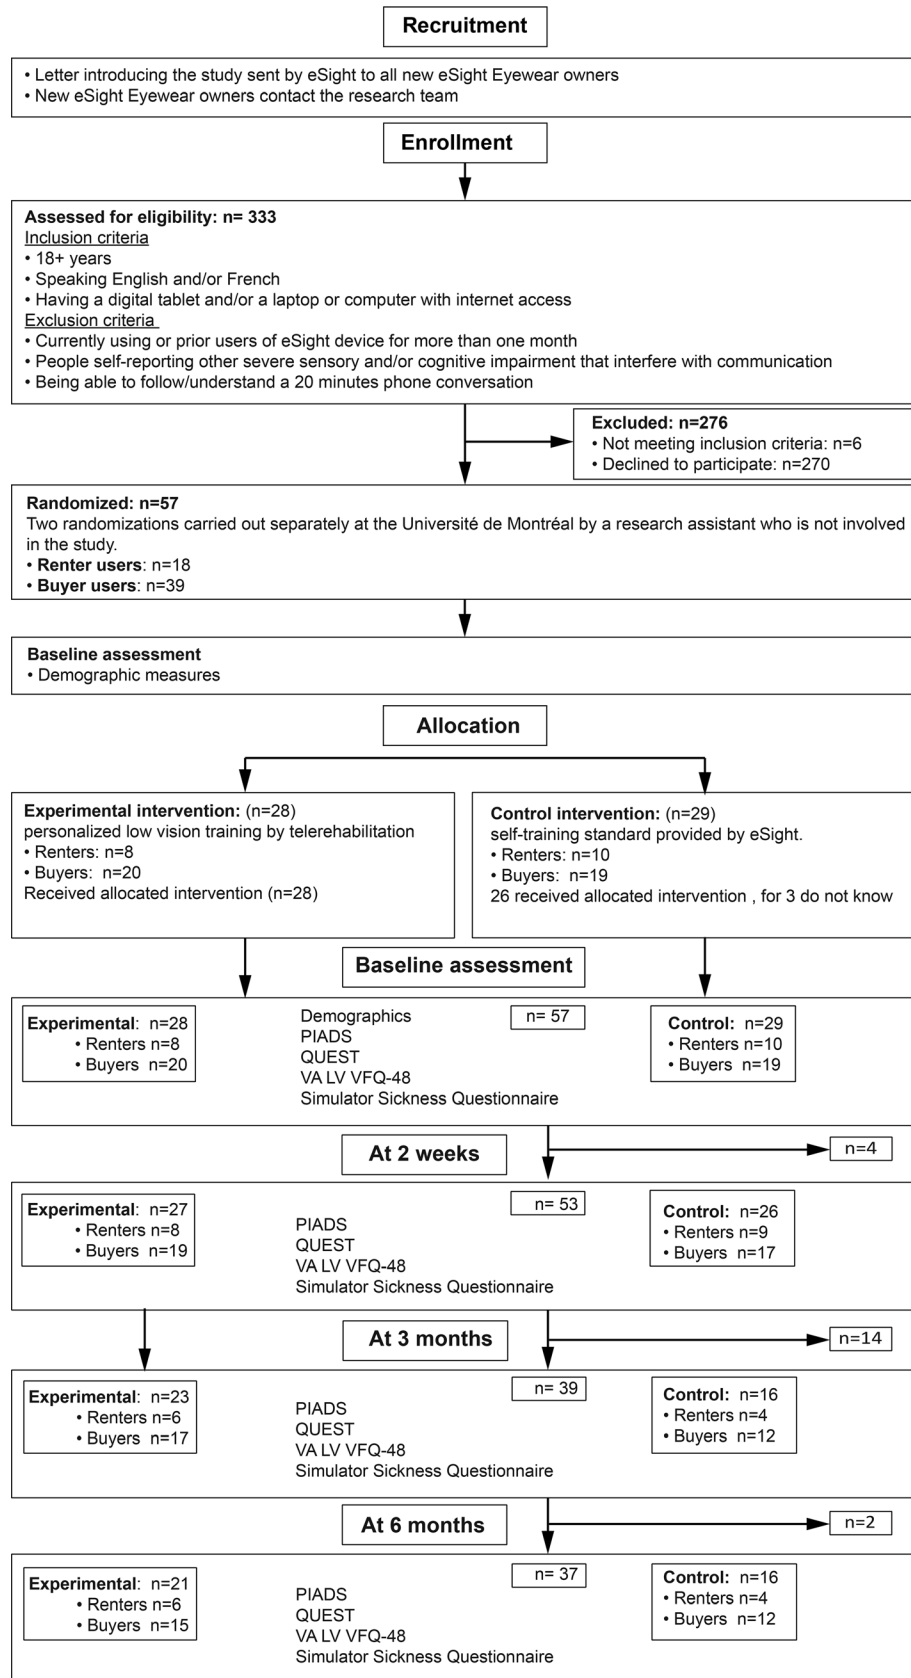 Recruitment
• Letter introducing the study sent by eSight to all new eSight Eyewear owners
• New eSight Eyewear owners contact the research team
Enrollment
Assessed for eligibility: n= 333
Inclusion criteria
• 18+ years
• Speaking English and/or French
• Having a digital tablet and/or a laptop or computer with internet access
Exclusion criteria
• Currently using or prior users of eSight device for more than one month
• People self-reporting other severe sensory and/or cognitive impairment that interfere with communication
• Being able to follow/understand a 20 minutes phone conversation
Excluded: n=276
• Not meeting inclusion criteria: n=6
• Declined to participate: n=270
Randomized: n=57
Two randomizations carried out separately at the Université de Montréal by a research assistant who is not involved
in the study.
• Renter users: n=18
• Buyer users: n=39
Baseline assessment
• Demographic measures
Allocation
Experimental intervention: (n=28)
personalized low vision training by telerehabilitation
• Renters: n=8
• Buyers: n=20
Received allocated intervention (n=28)
Control intervention: (n=29)
self-training standard provided by eSight.
• Renters: n=10
• Buyers: n=19
26 received allocated intervention , for 3 do not know
Baseline assessment
Experimental: n=28
• Renters n=8
• Buyers n=20
Demographics
PIADS
QUEST
VA LV VFQ-48
Simulator Sickness Questionnaire
n= 57
Control: n=29
• Renters n=10
• Buyers n=19
At 2 weeks
n=4
Experimental: n=27
• Renters n=8
• Buyers n=19
PIADS
QUEST
VA LV VFQ-48
Simulator Sickness Questionnaire
n= 53
Control: n=26
• Renters n=9
• Buyers n=17
At 3 months
n=14
Experimental: n=23
• Renters n=6
• Buyers n=17
PIADS
QUEST
VA LV VFQ-48
Simulator Sickness Questionnaire
n= 39
Control: n=16
• Renters n=4
• Buyers n=12
At 6 months
n=2
Experimental: n=21
• Renters n=6
• Buyers n=15
PIADS
QUEST
VA LV VFQ-48
Simulator Sickness Questionnaire
n= 37
Control: n=16
• Renters n=4
• Buyers n=12